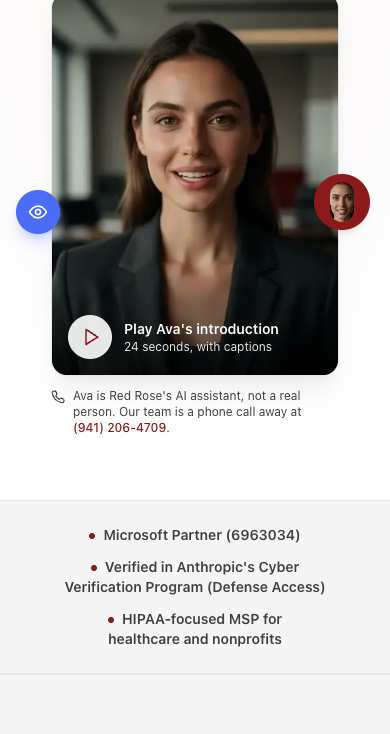 Play Ava's introduction
24 seconds, with captions
Ava is Red Rose's AI assistant, not a real
person. Our team is a phone call away at
(941) 206-4709.
Microsoft Partner (6963034)
Verified in Anthropic's Cyber
Verification Program (Defense Access)
HIPAA-focused MSP for
healthcare and nonprofits